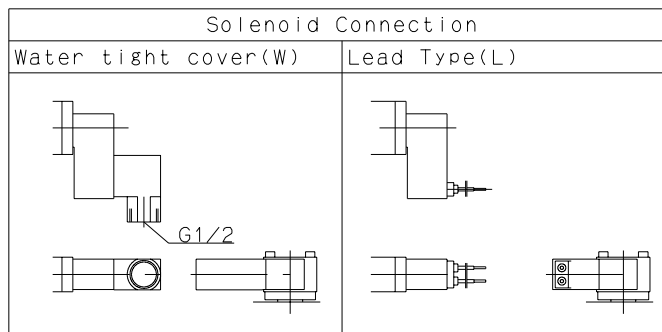 Solenoid Connection
Water tight cover(W)
Lead Type(L)
G1/2